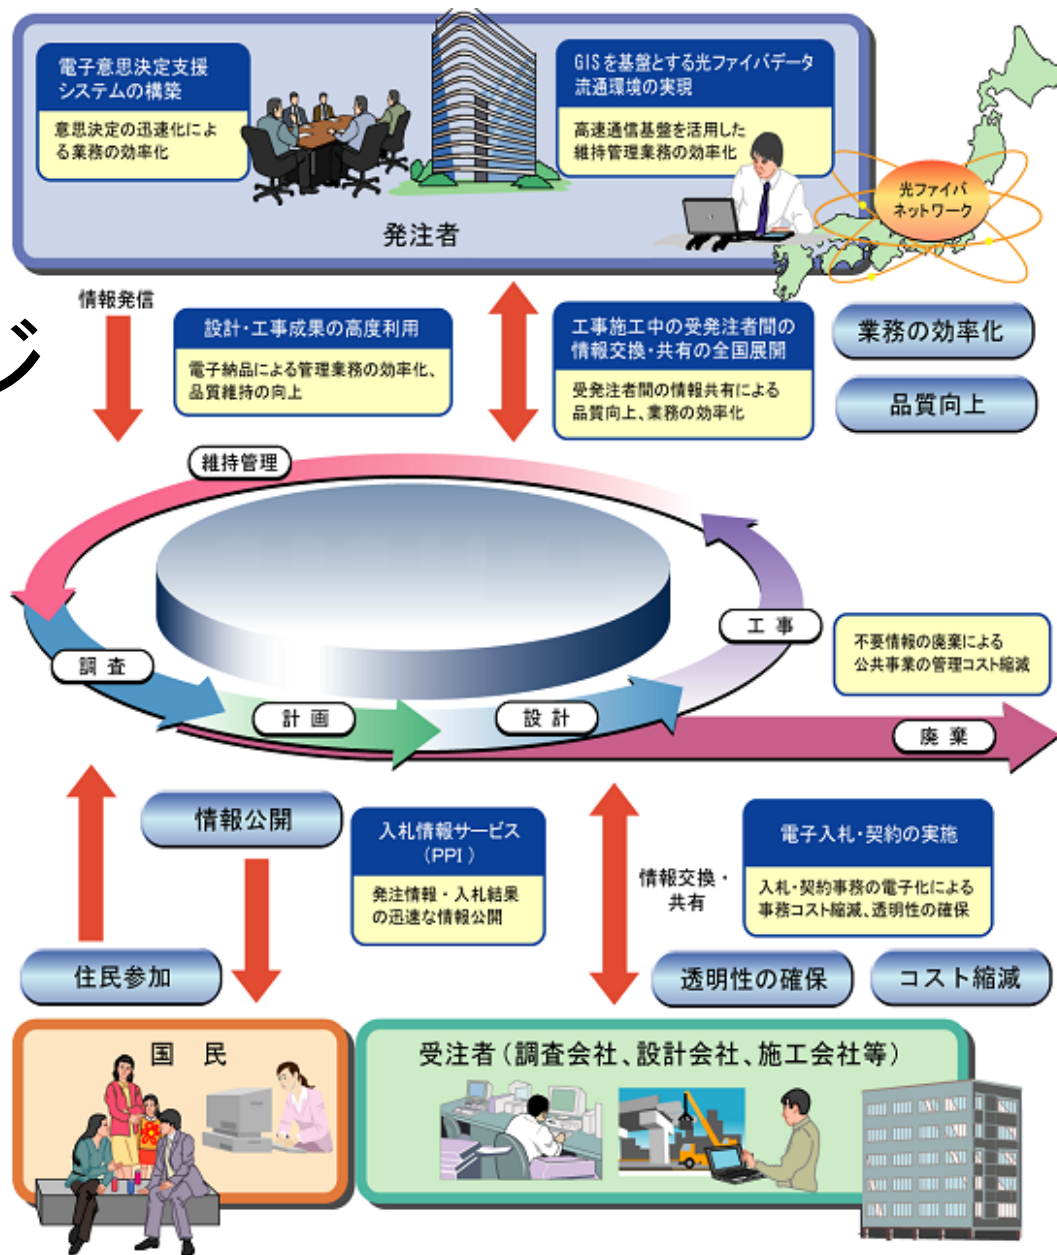 電子意思決定支援
システムの構築
意思決定の迅速化によ
る業務の効率化
GISを基盤とする光ファイバデータ
流通環境の実現
高速通信基盤を活用した
維持管理業務の効率化
光ファイバ
ネットワーク
発注者
情報発信
設計・工事成果の高度利用
電子納品による管理業務の効率化、
品質維持の向上
工事施工中の受発注者間の
情報交換・共有の全国展開
受発注者間の情報共有による
品質向上、業務の効率化
業務の効率化
品質向上
ジ
維持管理
調査
計画
設計
工事
不要情報の廃棄による
公共事業の管理コスト縮減
廃棄
情報公開
入札情報サービス
(PPI)
発注情報・入札結果
の迅速な情報公開
情報交換・
共有
電子入札・契約の実施
入札・契約事務の電子化による
事務コスト縮減、透明性の確保
住民参加
透明性の確保
コスト縮減
国民
受注者(調査会社、設計会社、施工会社等)